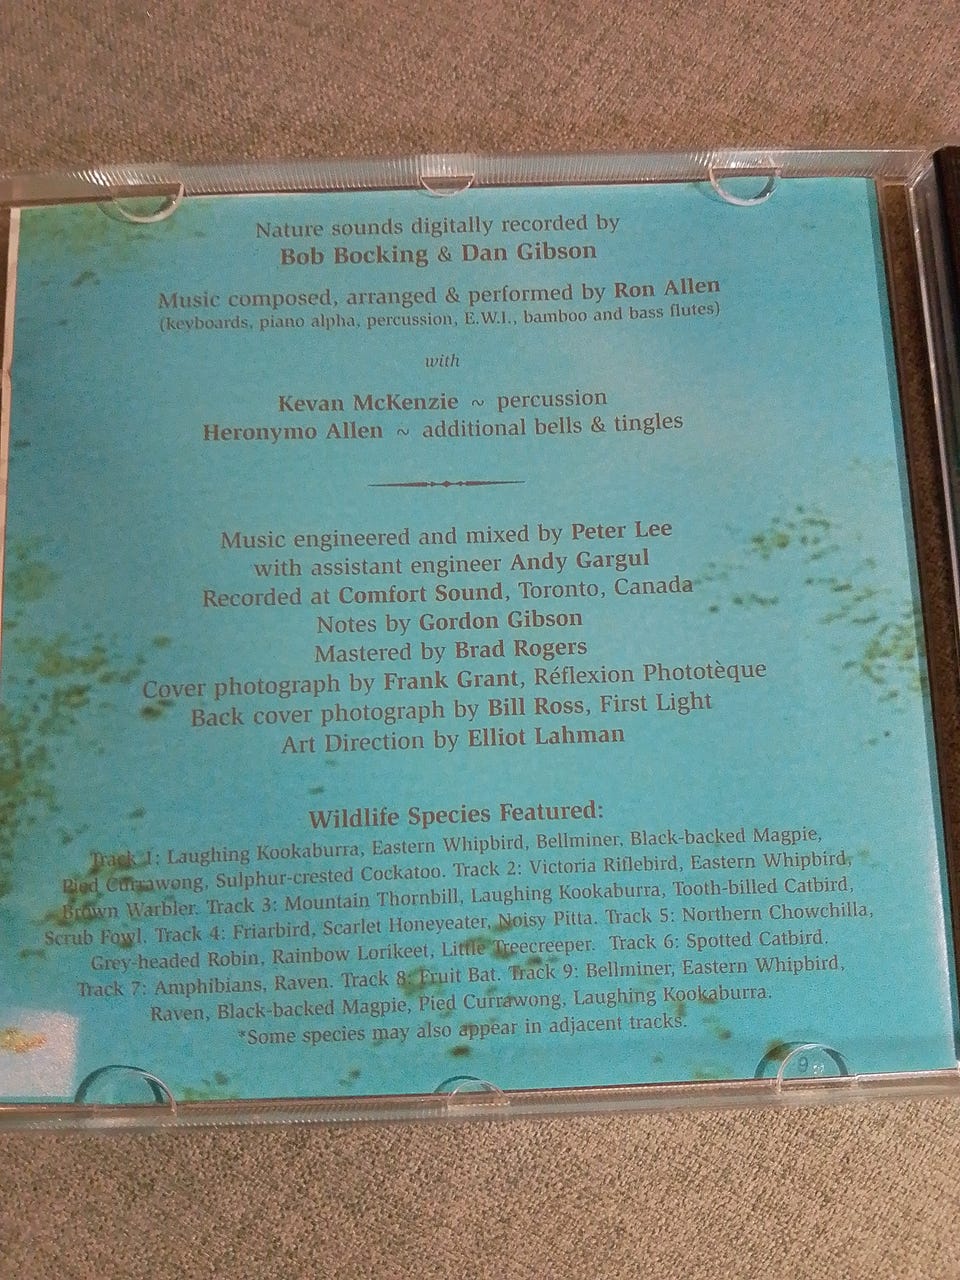 Nature sounds digitally recorded by
Bob Bocking & Dan Gibson
Music composed, arranged & performed by Ron Allen
(keyboards, piano alpha, percussion, E.W.I., bamboo and bass flutes)
with
Kevan McKenzie ~ percussion
Heronymo Allen ~ additional bells & tingles
Music engineered and mixed by Peter Lee
with assistant engineer Andy Gargul
Recorded at Comfort Sound, Toronto, Canada
Notes by Gordon Gibson
Mastered by Brad Rogers
Cover photograph by Frank Grant, Réflexion Phototèque
Back cover photograph by Bill Ross, First Light
Art Direction by Elliot Lahman
Wildlife Species Featured:
Track 1: Laughing Kookaburra, Eastern Whipbird, Bellminer, Black-backed Magpie,
Pied Currawong, Sulphur-crested Cockatoo. Track 2: Victoria Riflebird, Eastern Whipbird,
Brown Warbler. Track 3: Mountain Thornbill, Laughing Kookaburra, Tooth-billed Catbird,
Scrub Fowl. Track 4: Friarbird, Scarlet Honeyeater, Noisy Pitta. Track 5: Northern Chowchilla,
Grey-headed Robin, Rainbow Lorikeet, Little Treecreeper. Track 6: Spotted Catbird.
Track 7: Amphibians, Raven. Track 8: Fruit Bat. Track 9: Bellminer, Eastern Whipbird,
Raven, Black-backed Magpie, Pied Currawong, Laughing Kookaburra.
*Some species may also appear in adjacent tracks.
9